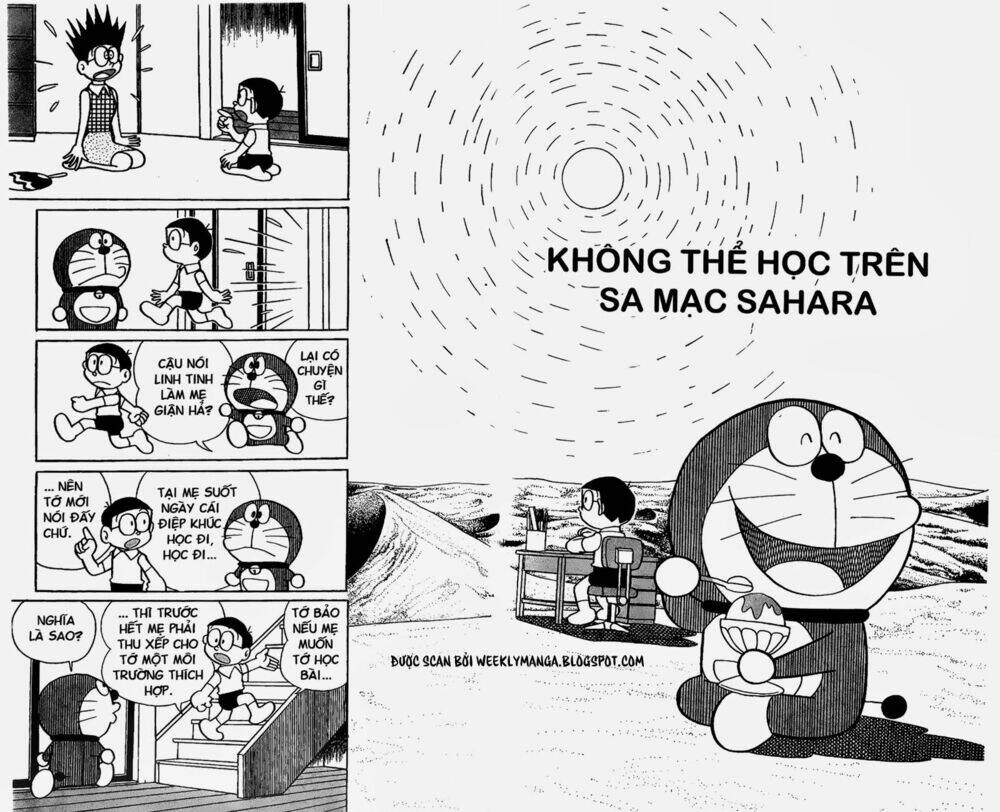 KHÔNG THỂ HỌC TRÊN
SA MẠC SAHARA
ĐƯỢC SCAN BỞI WEEKLYMANGA.BLOGSPOT.COM
LẠI CÓ
CHUYỆN
GÌ
THẾ?
CẬU NÓI
LINH TINH
LÀM MẸ
GIẬN HẢ?
TẠI MẸ SUỐT
NGÀY CÁI
ĐIỆP KHÚC
HỌC ĐI,
HỌC ĐI...
... NÊN
TỚ MỚI
NÓI ĐẤY
CHỨ.
TỚ BẢO
NẾU MẸ
MUỐN
TỚ HỌC
BÀI...
... THÌ TRƯỚC
HẾT MẸ PHẢI
THU XẾP CHO
TỚ MỘT MÔI
TRƯỜNG THÍCH
HỢP.
NGHĨA
LÀ SAO?